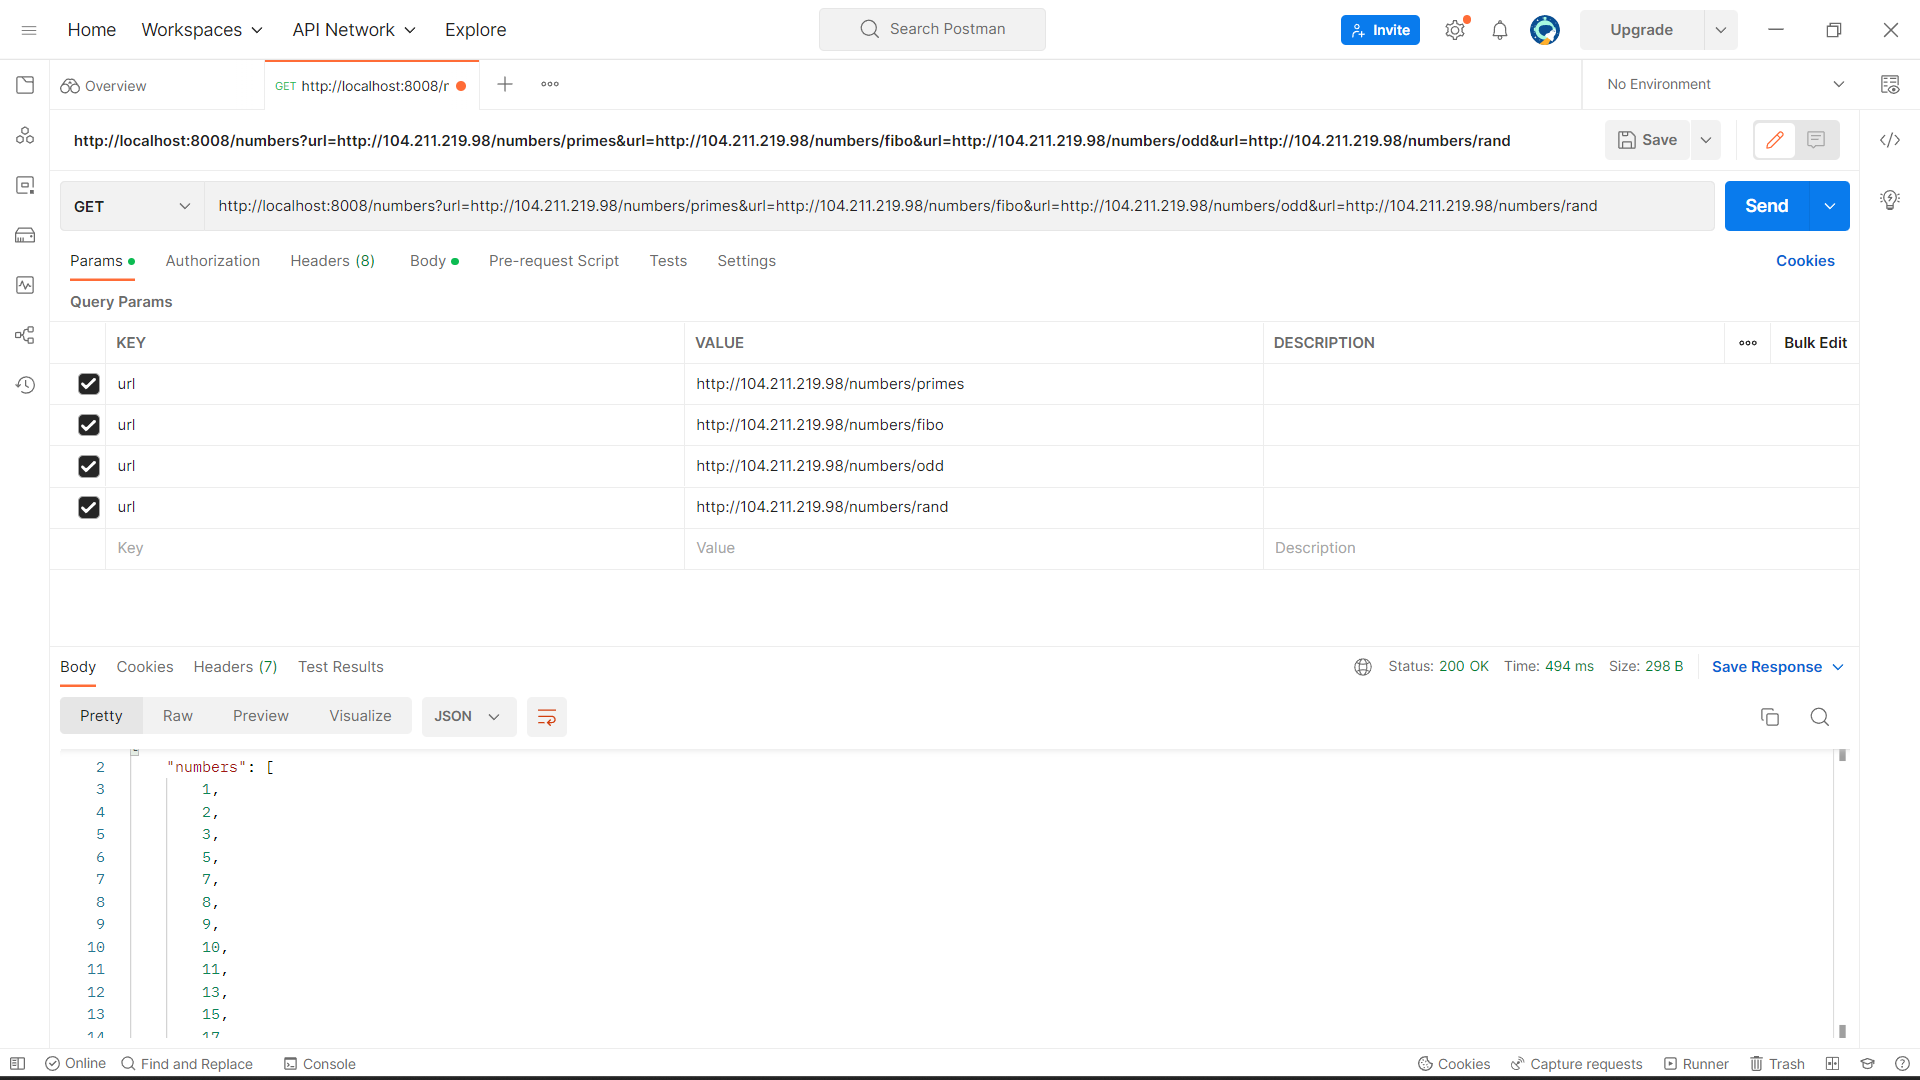 Home Workspaces API Network Explore Search Postman Invite Upgrade
Overview GET http://localhost:8008/r No Environment
http://localhost:8008/numbers?url=http://104.211.219.98/numbers/primes&url=http://104.211.219.98/numbers/fibo&url=http://104.211.219.98/numbers/odd&url=http://104.211.219.98/numbers/rand Save
GET http://localhost:8008/numbers?url=http://104.211.219.98/numbers/primes&url=http://104.211.219.98/numbers/fibo&url=http://104.211.219.98/numbers/odd&url=http://104.211.219.98/numbers/rand Send
Params Authorization Headers (8) Body Pre-request Script Tests Settings Cookies
Query Params
KEY VALUE DESCRIPTION Bulk Edit
url http://104.211.219.98/numbers/primes
url http://104.211.219.98/numbers/fibo
url http://104.211.219.98/numbers/odd
url http://104.211.219.98/numbers/rand
Key Value Description
Body Cookies Headers (7) Test Results Status: 200 OK Time: 494 ms Size: 298 B Save Response
Pretty Raw Preview Visualize JSON
2 "numbers": [
3 1,
4 2,
5 3,
6 5,
7 7,
8 8,
9 9,
10 10,
11 11,
12 13,
13 15,
14 17
Online Find and Replace Console Cookies Capture requests Runner Trash